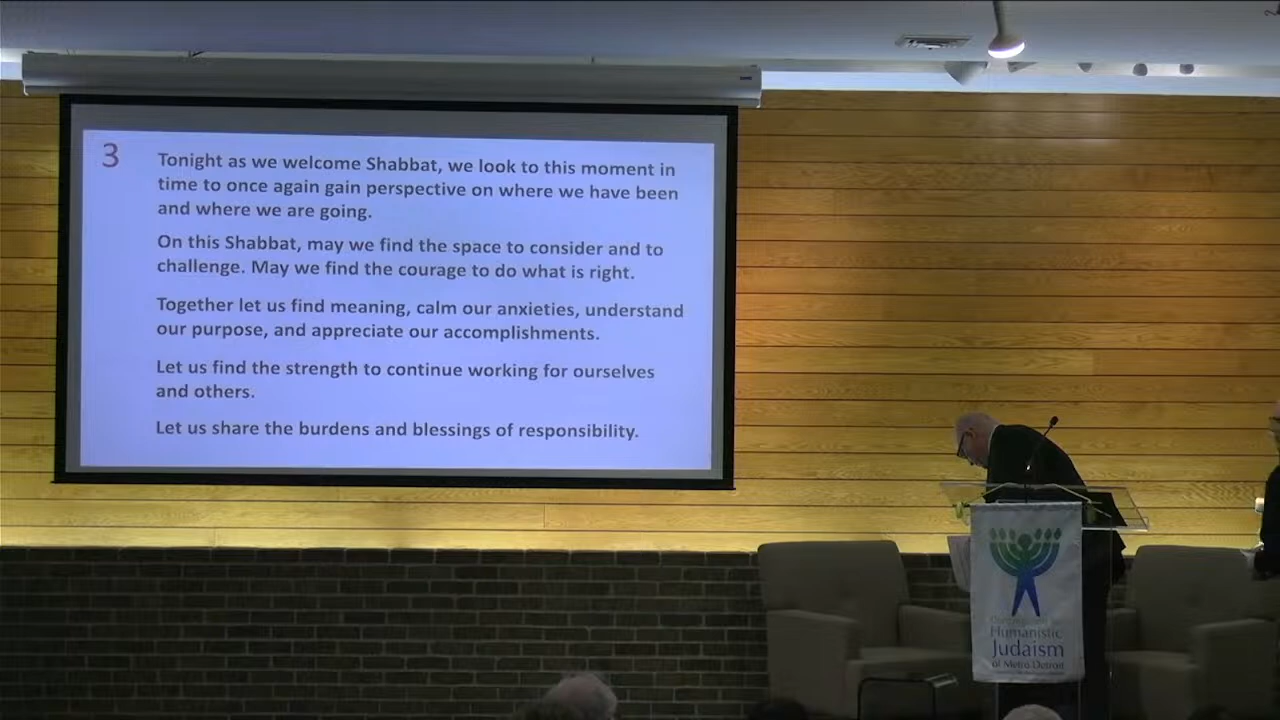 3
Tonight as we welcome Shabbat, we look to this moment in
time to once again gain perspective on where we have been
and where we are going.
On this Shabbat, may we find the space to consider and to
challenge. May we find the courage to do what is right.
Together let us find meaning, calm our anxieties, understand
our purpose, and appreciate our accomplishments.
Let us find the strength to continue working for ourselves
and others.
Let us share the burdens and blessings of responsibility.
Humanistic
Judaism
of Metro Detroit